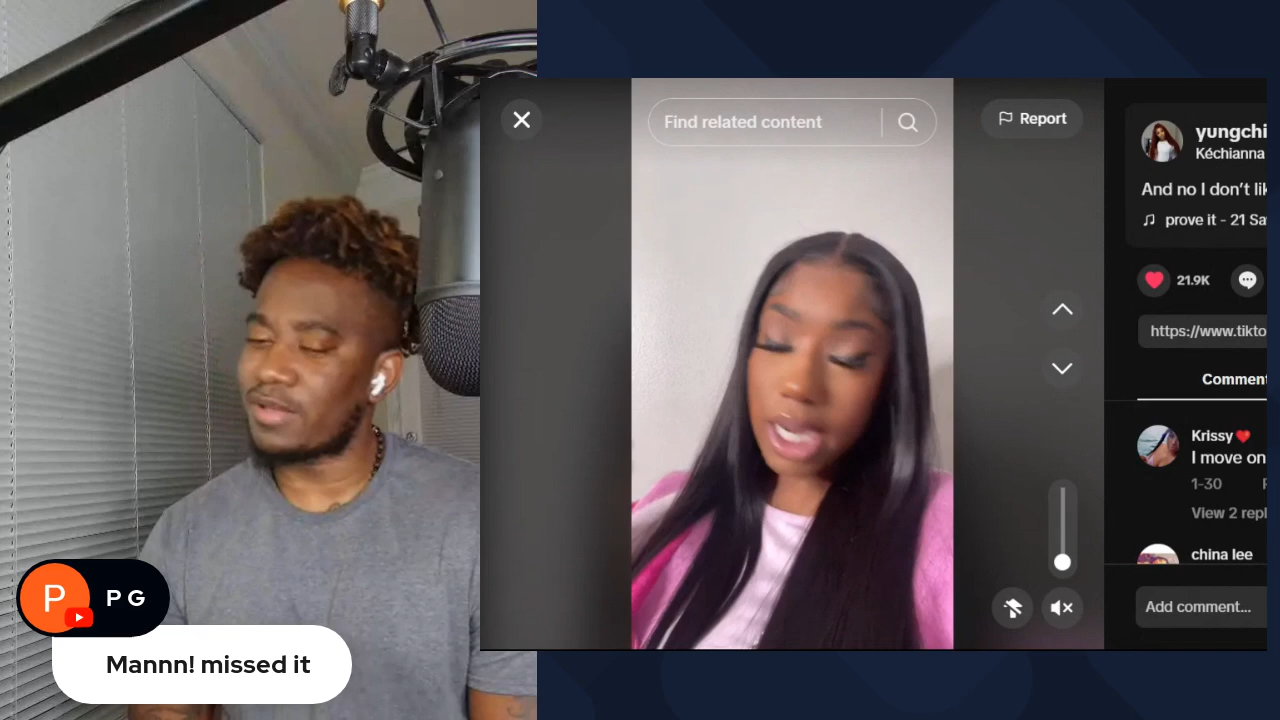 Find related content
Report
yungchi
Kéchianna
And no I don't lik
prove it - 21 Sa
21.9K
https://www.tikto
Comment
Krissy❤️
I move on
1-30
View 2 repl
china lee
Add comment...
P
P G
Mannn! missed it